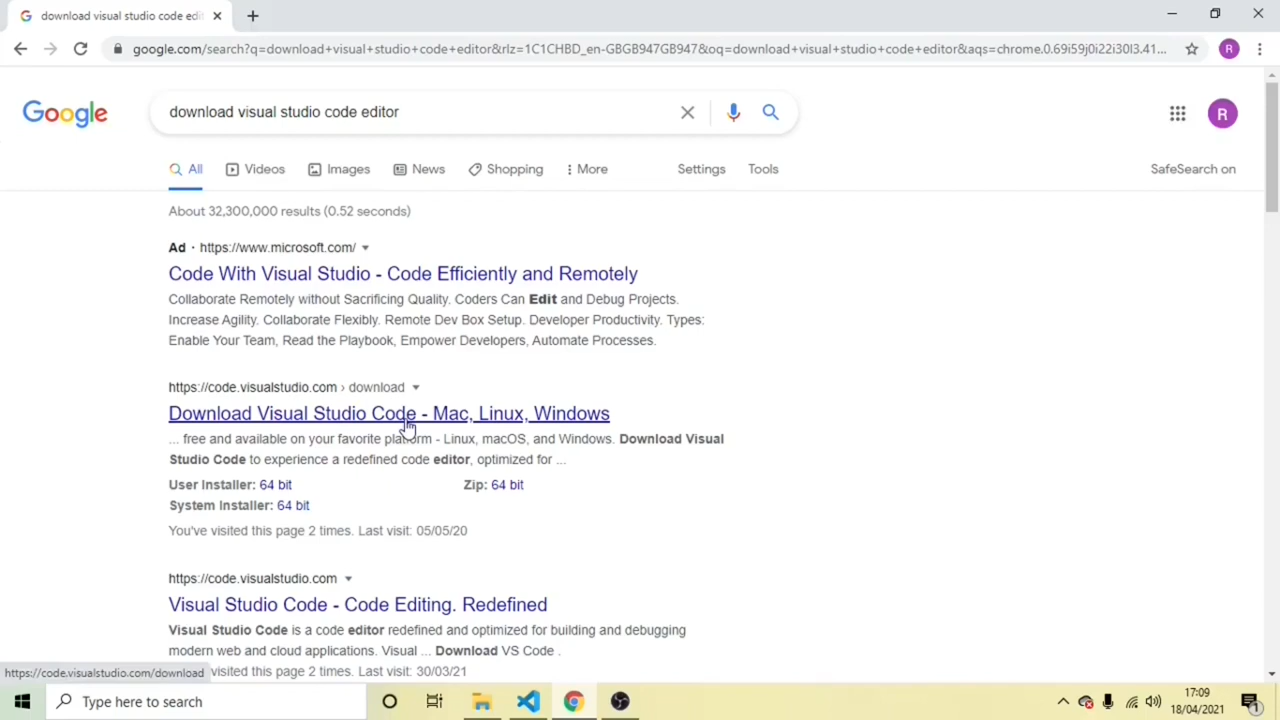 download visual studio code edi
google.com/search?q=download+visual+studio+code+editor&rlz=1C1CHBD_en-GBGB947GB947&oq=download+visual+studio+code+editor&aqs=chrome.0.69i59j0i22i30l3.41...
R
Google
download visual studio code editor
R
All
Videos
Images
News
Shopping
More
Settings
Tools
SafeSearch on
About 32,300,000 results (0.52 seconds)
Ad · https://www.microsoft.com/
Code With Visual Studio - Code Efficiently and Remotely
Collaborate Remotely without Sacrificing Quality. Coders Can Edit and Debug Projects.
Increase Agility. Collaborate Flexibly. Remote Dev Box Setup. Developer Productivity. Types:
Enable Your Team, Read the Playbook, Empower Developers, Automate Processes.
https://code.visualstudio.com › download
Download Visual Studio Code - Mac, Linux, Windows
... free and available on your favorite platform - Linux, macOS, and Windows. Download Visual
Studio Code to experience a redefined code editor, optimized for ...
User Installer: 64 bit Zip: 64 bit
System Installer: 64 bit
You've visited this page 2 times. Last visit: 05/05/20
https://code.visualstudio.com
Visual Studio Code - Code Editing. Redefined
Visual Studio Code is a code editor redefined and optimized for building and debugging
modern web and cloud applications. Visual ... Download VS Code .
visited this page 2 times. Last visit: 30/03/21
https://code.visualstudio.com/download
Type here to search
17:09
18/04/2021
1